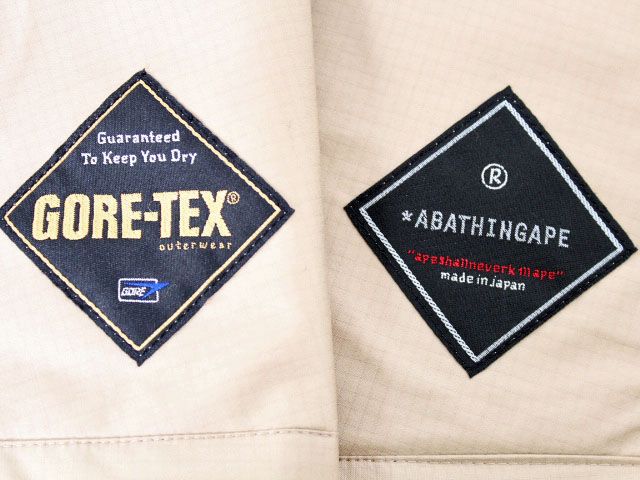 Guaranteed
To Keep You Dry
GORE-TEX®
outerwear
GORE
®
*ABATHINGAPE
"apeshallneverkillape"
made in japan